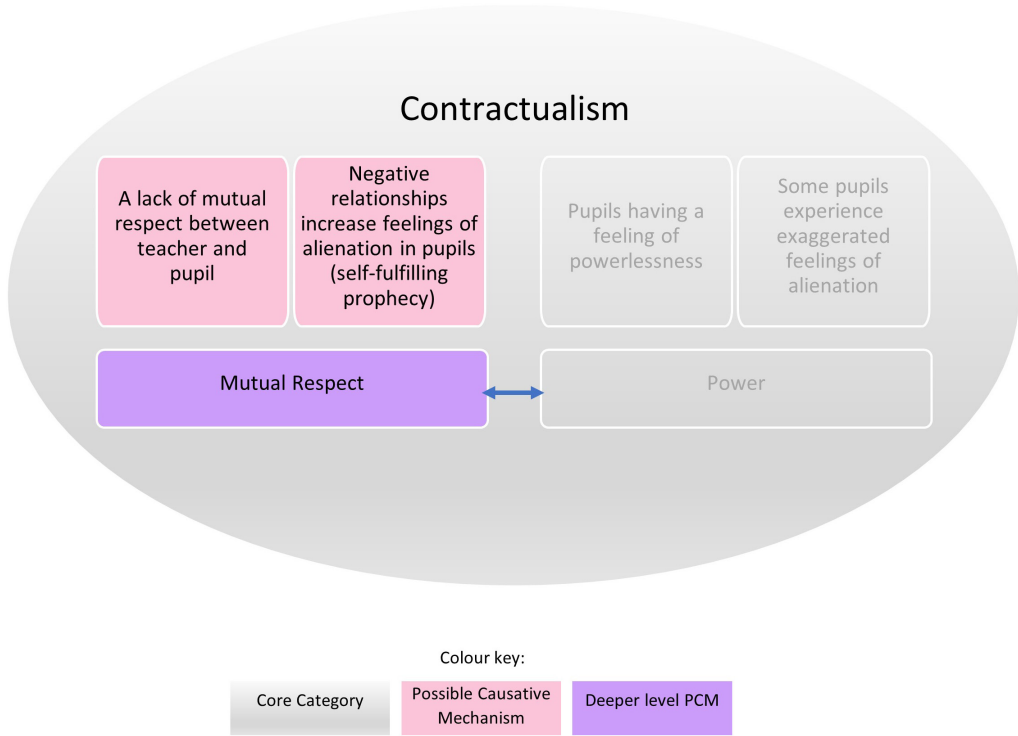 Contractualism
A lack of mutual
respect between
teacher and
pupil
Negative
relationships
increase feelings of
alienation in pupils
(self-fulfilling
prophecy)
Pupils having a
feeling of
powerlessness
Some pupils
experience
exaggerated
feelings of
alienation
Mutual Respect
Power
Colour key:
Core Category
Possible Causative
Mechanism
Deeper level PCM